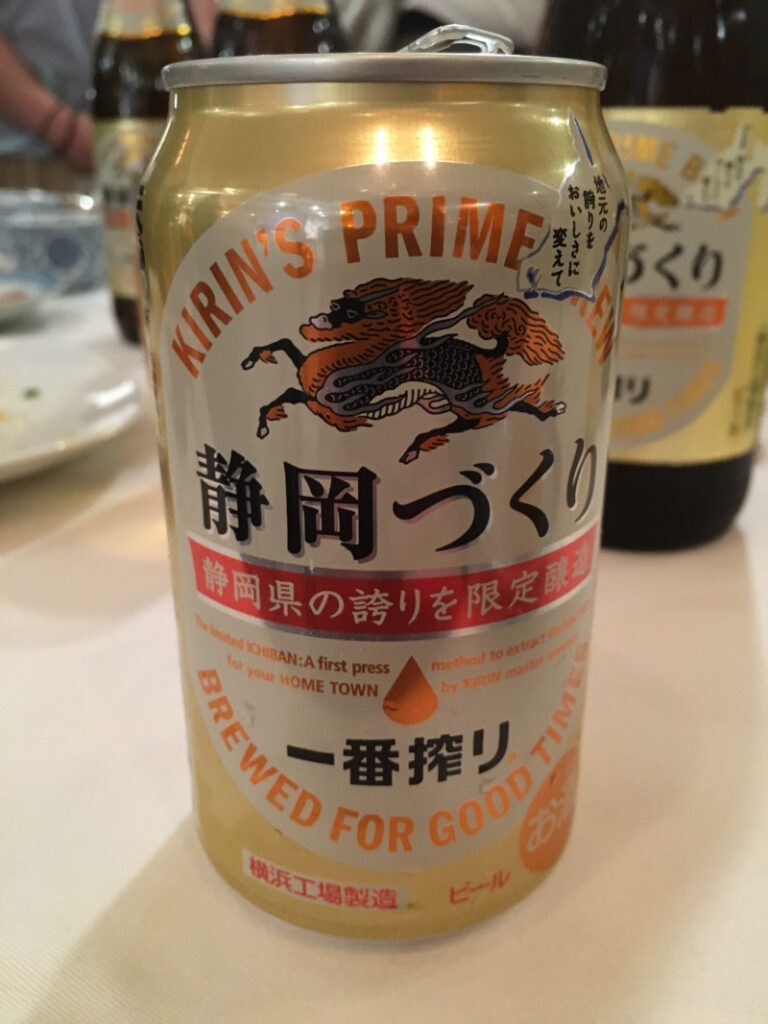 KIRIN'S PRIME
地元の
誇りを
おいしさに
変えて
静岡づくり
静岡県の誇りを限定醸造
The limited ICHIBAN: A first press
for your HOME TOWN
method to extract the
by KIRIN master
一番搾り
BREWED FOR GOOD TIMES
お酒
横浜工場製造
ビール
づくり